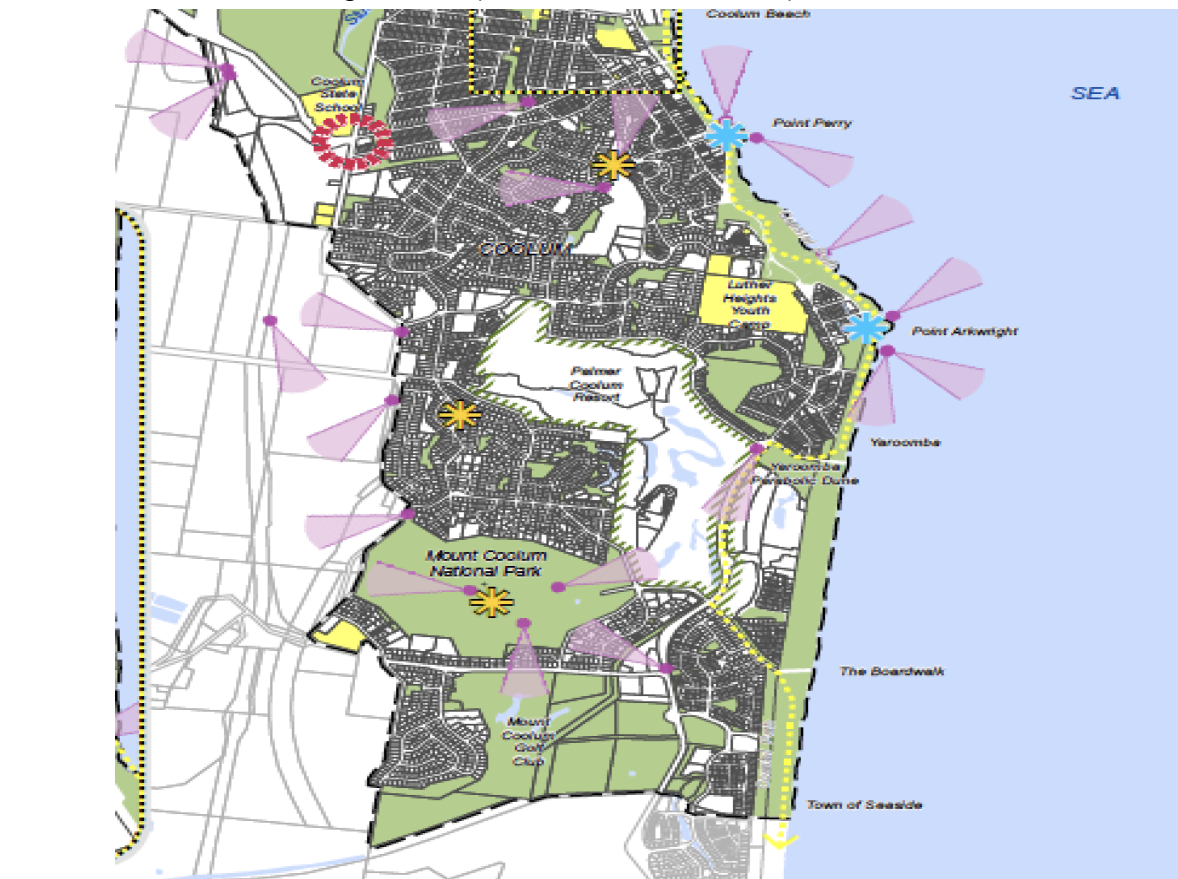 Coolum Beach
SEA
Coolum
State
School
Point Perry
COOLUM
Luther
Heights
Youth
Camp
Point Arkwright
Palmer
Coolum
Resort
Yaroomba
Yaroomba
Parabolic Dune
Mount Coolum
National Park
The Boardwalk
Mount
Coolum
Golf
Club
Town of Seaside